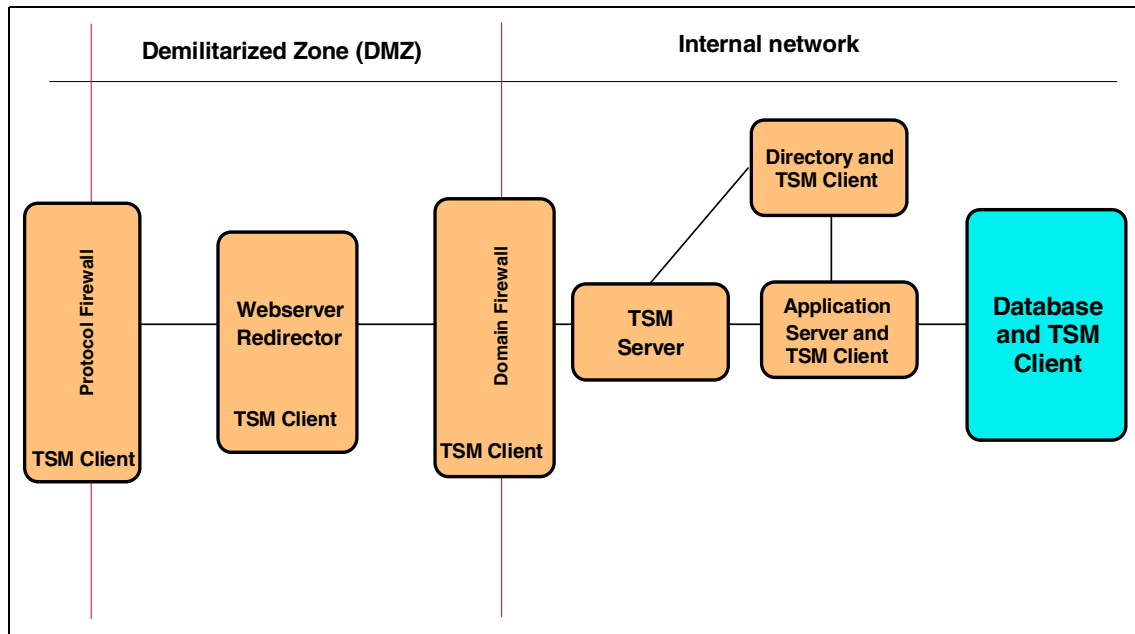 Demilitarized Zone (DMZ)
Internal network
Protocol Firewall
TSM Client
Webserver
Redirector
TSM Client
Domain Firewall
TSM Client
TSM
Server
Directory and
TSM Client
Application
Server and
TSM Client
Database
and TSM
Client